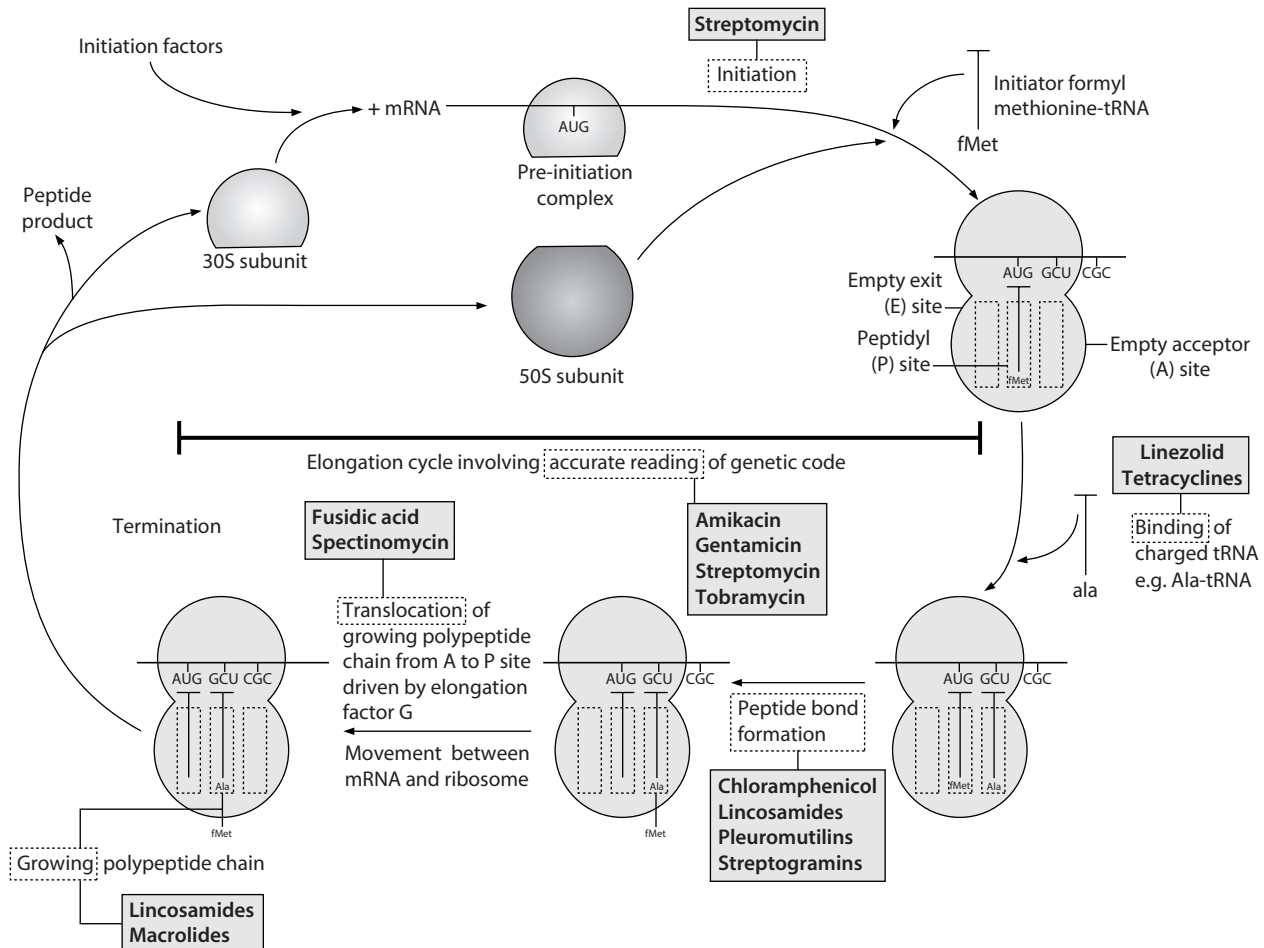 Streptomycin
Initiation
Initiation factors
+ mRNA
AUG
Pre-initiation
complex
Initiator formyl
methionine-tRNA
fMet
Peptide
product
30S subunit
50S subunit
AUG GCU CGC
Empty exit
(E) site
Peptidyl
(P) site
fMet
Empty acceptor
(A) site
Elongation cycle involving accurate reading of genetic code
Linezolid
Tetracyclines
Binding of
charged tRNA
e.g. Ala-tRNA
ala
Termination
Fusidic acid
Spectinomycin
Amikacin
Gentamicin
Streptomycin
Tobramycin
Translocation of
growing polypeptide
chain from A to P site
driven by elongation
factor G
Movement between
mRNA and ribosome
AUG GCU CGC
Ala
fMet
AUG GCU CGC
Ala
fMet
Peptide bond
formation
Chloramphenicol
Lincosamides
Pleuromutilins
Streptogramins
AUG GCU CGC
fMet Ala
Growing polypeptide chain
Lincosamides
Macrolides